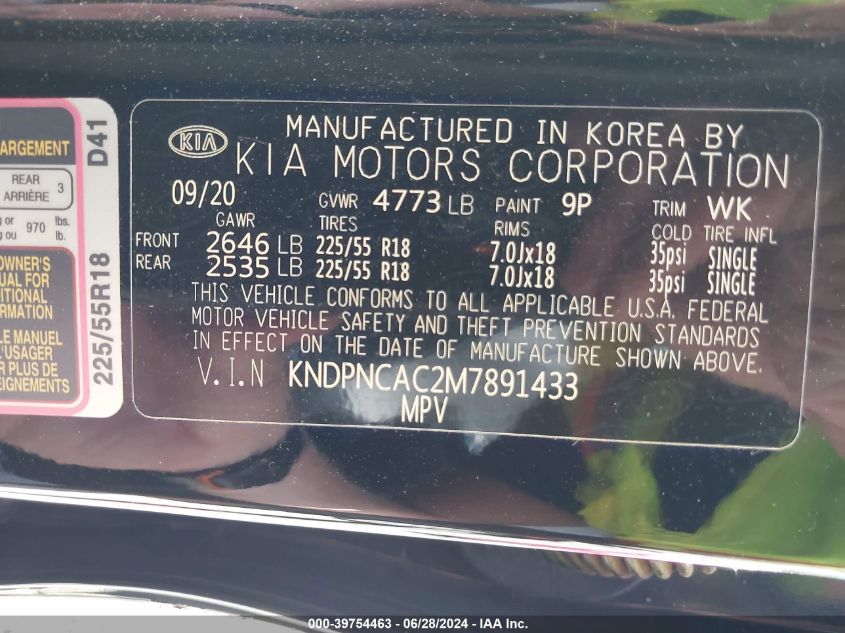 ARGEMENT
REAR
ARRIÈRE 3
or 970 lbs.
ou lb.
OWNER'S
FOR
MATION
LE MANUEL
L'USAGER
PLUS DE
EIGNEMENTS
225/55R18 D41
KIA
MANUFACTURED IN KOREA BY
KIA MOTORS CORPORATION
09/20 GVWR 4773 LB PAINT 9P TRIM WK
GAWR TIRES RIMS COLD TIRE INFL
FRONT 2646 LB 225/55 R18 7.0Jx18 35psi SINGLE
REAR 2535 LB 225/55 R18 7.0Jx18 35psi SINGLE
THIS VEHICLE CONFORMS TO ALL APPLICABLE U.S.A. FEDERAL
MOTOR VEHICLE SAFETY AND THEFT PREVENTION STANDARDS
IN EFFECT ON THE DATE OF MANUFACTURE SHOWN ABOVE.
V.I.N KNDPNCAC2M7891433
MPV
000-39754463 / 06/28/2024 - IAA Inc.